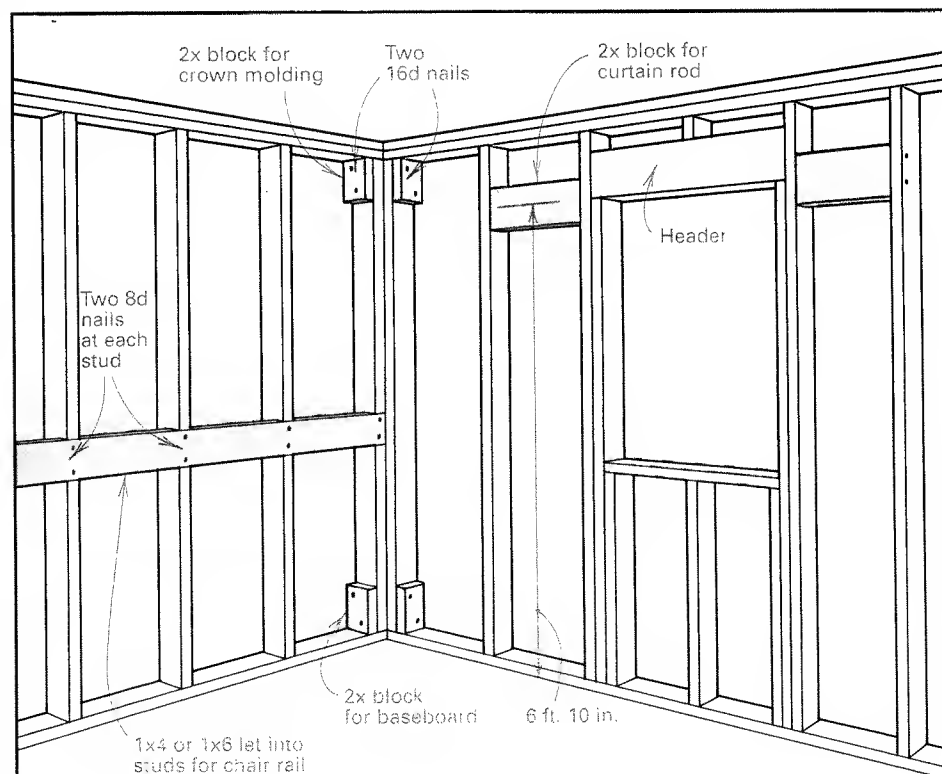 2x block for
crown molding
Two
16d nails
2x block for
curtain rod
Header
Two 8d
nails
at each
stud
2x block
for baseboard
6 ft. 10 in.
1x4 or 1x6 let into
studs for chair rail